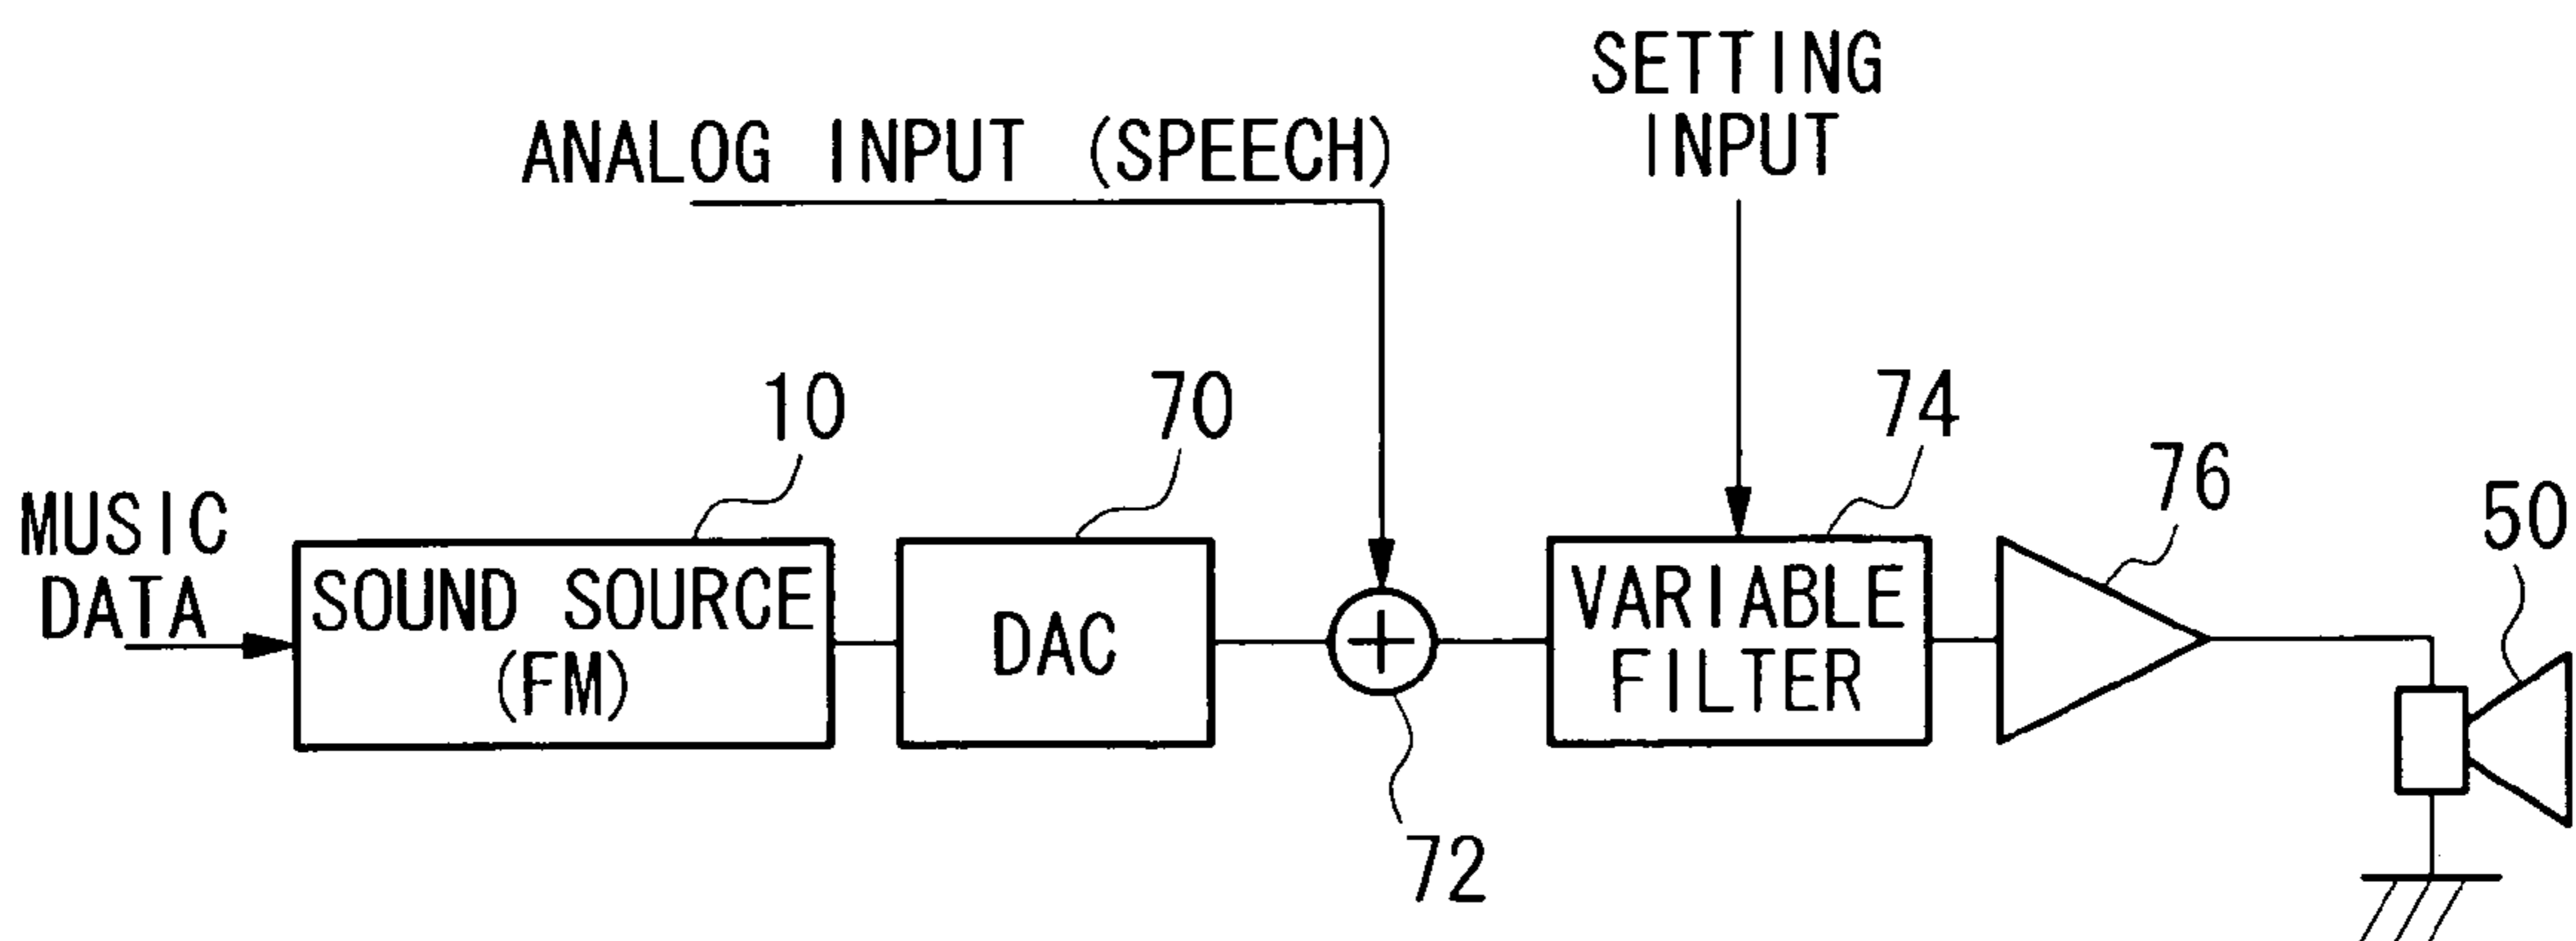 SETTING
INPUT
ANALOG INPUT (SPEECH)
10
70
74
76
50
MUSIC
DATA
SOUND SOURCE
(FM)
DAC
VARIABLE
FILTER
72